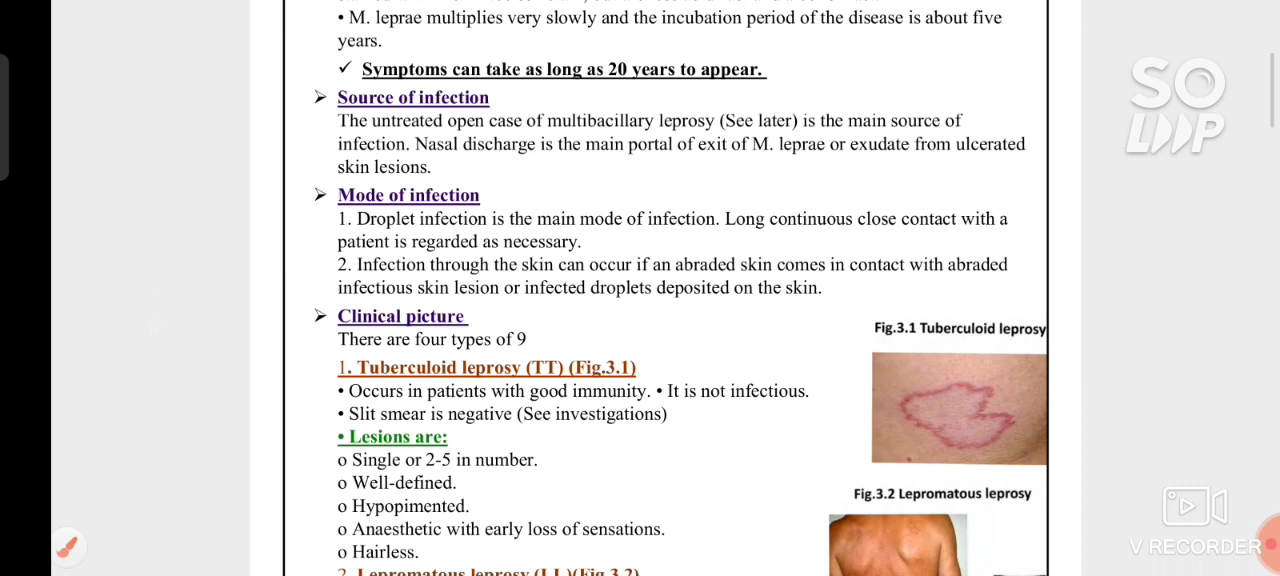 • M. leprae multiplies very slowly and the incubation period of the disease is about five
years.
✓ Symptoms can take as long as 20 years to appear.
➢ Source of infection
The untreated open case of multibacillary leprosy (See later) is the main source of
infection. Nasal discharge is the main portal of exit of M. leprae or exudate from ulcerated
skin lesions.
➢ Mode of infection
1. Droplet infection is the main mode of infection. Long continuous close contact with a
patient is regarded as necessary.
2. Infection through the skin can occur if an abraded skin comes in contact with abraded
infectious skin lesion or infected droplets deposited on the skin.
➢ Clinical picture
There are four types of 9
1. Tuberculoid leprosy (TT) (Fig.3.1)
• Occurs in patients with good immunity. • It is not infectious.
• Slit smear is negative (See investigations)
• Lesions are:
o Single or 2-5 in number.
o Well-defined.
o Hypopimented.
o Anaesthetic with early loss of sensations.
o Hairless.
2. Lepromatous leprosy (LL)(Fig.3.2)
Fig.3.1 Tuberculoid leprosy
Fig.3.2 Lepromatous leprosy
SO
LOOP
V RECORDER